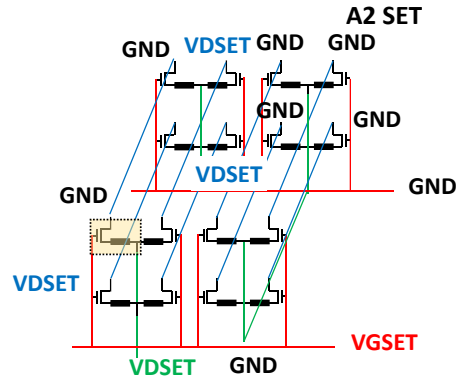 A2 SET
GND VDSET GND GND
GND GND
VDSET
GND GND
VDSET
VGSET
VDSET GND